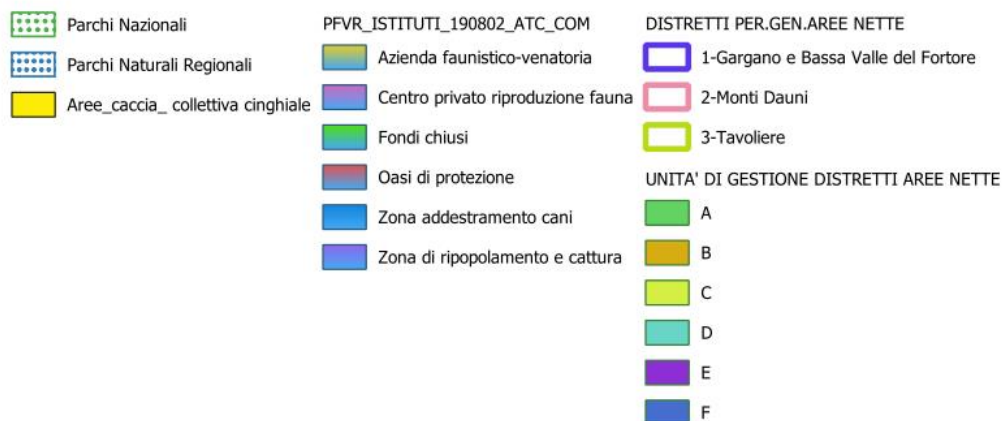 Parchi Nazionali
Parchi Naturali Regionali
Aree_caccia_ collettiva cinghiale
PFVR_ISTITUTI_190802_ATC_COM
Azienda faunistico-venatoria
Centro privato riproduzione fauna
Fondi chiusi
Oasi di protezione
Zona addestramento cani
Zona di ripopolamento e cattura
DISTRETTI PER.GEN.AREE NETTE
1-Gargano e Bassa Valle del Fortore
2-Monti Dauni
3-Tavoliere
UNITA' DI GESTIONE DISTRETTI AREE NETTE
A
B
C
D
E
F